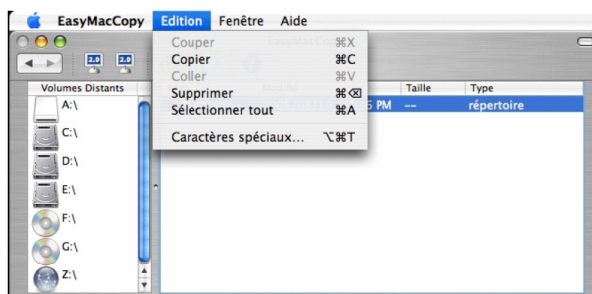 EasyMacCopy Edition Fenêtre Aide
Couper ⌘X
Copier ⌘C
Coller ⌘V
Supprimer ⌘⌫
Sélectionner tout ⌘A
Caractères spéciaux... ⌥⌘T
2.0 2.0
Volumes Distants Taille Type
PM -- répertoire
A:\
C:\
D:\
E:\
F:\
G:\
Z:\